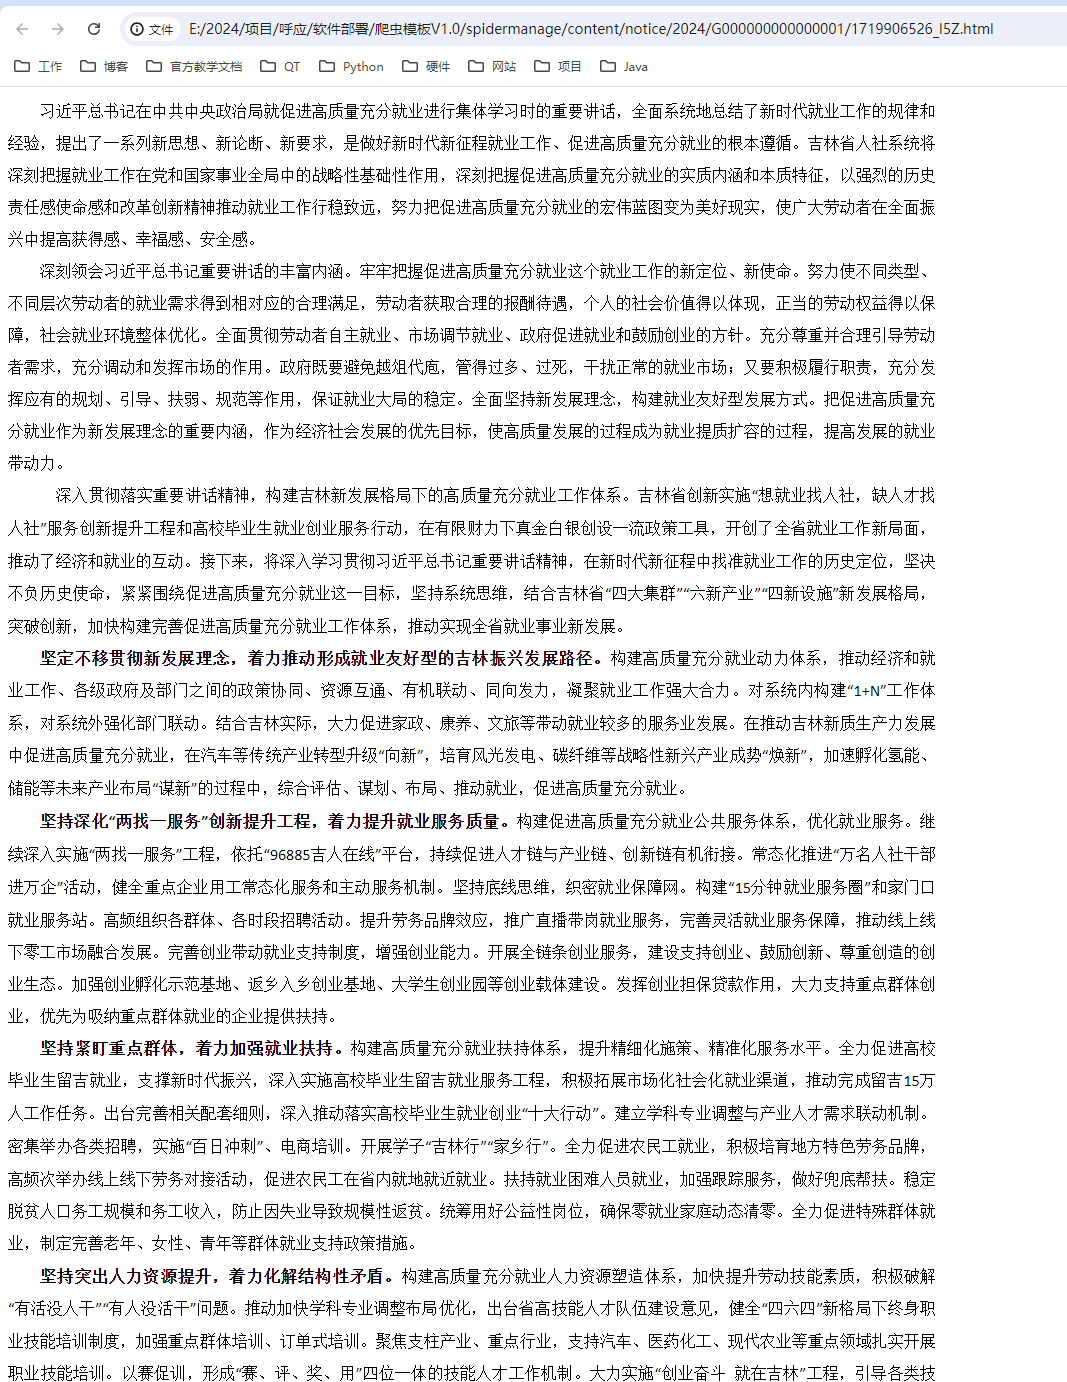 文件 E:/2024/项目/呼应/软件部署/爬虫模板V1.0/spidermanage/content/notice/2024/G000000000000001/1719906526_I5Z.html
工作 博客 官方教学文档 QT Python 硬件 网站 项目 Java
习近平总书记在中共中央政治局就促进高质量充分就业进行集体学习时的重要讲话，全面系统地总结了新时代就业工作的规律和
经验，提出了一系列新思想、新论断、新要求，是做好新时代新征程就业工作、促进高质量充分就业的根本遵循。吉林省人社系统将
深刻把握就业工作在党和国家事业全局中的战略性基础性作用，深刻把握促进高质量充分就业的实质内涵和本质特征，以强烈的历史
责任感使命感和改革创新精神推动就业工作行稳致远，努力把促进高质量充分就业的宏伟蓝图变为美好现实，使广大劳动者在全面振
兴中提高获得感、幸福感、安全感。
深刻领会习近平总书记重要讲话的丰富内涵。牢牢把握促进高质量充分就业这个就业工作的新定位、新使命。努力使不同类型、
不同层次劳动者的就业需求得到相对应的合理满足，劳动者获取合理的报酬待遇，个人的社会价值得以体现，正当的劳动权益得以保
障，社会就业环境整体优化。全面贯彻劳动者自主就业、市场调节就业、政府促进就业和鼓励创业的方针。充分尊重并合理引导劳动
者需求，充分调动和发挥市场的作用。政府既要避免越俎代庖，管得过多、过死，干扰正常的就业市场；又要积极履行职责，充分发
挥应有的规划、引导、扶弱、规范等作用，保证就业大局的稳定。全面坚持新发展理念，构建就业友好型发展方式。把促进高质量充
分就业作为新发展理念的重要内涵，作为经济社会发展的优先目标，使高质量发展的过程成为就业提质扩容的过程，提高发展的就业
带动力。
深入贯彻落实重要讲话精神，构建吉林新发展格局下的高质量充分就业工作体系。吉林省创新实施“想就业找人社，缺人才找
人社”服务创新提升工程和高校毕业生就业创业服务行动，在有限财力下真金白银创设一流政策工具，开创了全省就业工作新局面，
推动了经济和就业的互动。接下来，将深入学习贯彻习近平总书记重要讲话精神，在新时代新征程中找准就业工作的历史定位，坚决
不负历史使命，紧紧围绕促进高质量充分就业这一目标，坚持系统思维，结合吉林省“四大集群”“六新产业”“四新设施”新发展格局，
突破创新，加快构建完善促进高质量充分就业工作体系，推动实现全省就业事业新发展。
坚定不移贯彻新发展理念，着力推动形成就业友好型的吉林振兴发展路径。构建高质量充分就业动力体系，推动经济和就
业工作、各级政府及部门之间的政策协同、资源互通、有机联动、同向发力，凝聚就业工作强大合力。对系统内构建“1+N”工作体
系，对系统外强化部门联动。结合吉林实际，大力促进家政、康养、文旅等带动就业较多的服务业发展。在推动吉林新质生产力发展
中促进高质量充分就业，在汽车等传统产业转型升级“向新”，培育风光发电、碳纤维等战略性新兴产业成势“焕新”，加速孵化氢能、
储能等未来产业布局“谋新”的过程中，综合评估、谋划、布局、推动就业，促进高质量充分就业。
坚持深化“两找一服务”创新提升工程，着力提升就业服务质量。构建促进高质量充分就业公共服务体系，优化就业服务。继
续深入实施“两找一服务”工程，依托“96885吉人在线”平台，持续促进人才链与产业链、创新链有机衔接。常态化推进“万名人社干部
进万企”活动，健全重点企业用工常态化服务和主动服务机制。坚持底线思维，织密就业保障网。构建“15分钟就业服务圈”和家门口
就业服务站。高频组织各群体、各时段招聘活动。提升劳务品牌效应，推广直播带岗就业服务，完善灵活就业服务保障，推动线上线
下零工市场融合发展。完善创业带动就业支持制度，增强创业能力。开展全链条创业服务，建设支持创业、鼓励创新、尊重创造的创
业生态。加强创业孵化示范基地、返乡入乡创业基地、大学生创业园等创业载体建设。发挥创业担保贷款作用，大力支持重点群体创
业，优先为吸纳重点群体就业的企业提供扶持。
坚持紧盯重点群体，着力加强就业扶持。构建高质量充分就业扶持体系，提升精细化施策、精准化服务水平。全力促进高校
毕业生留吉就业，支撑新时代振兴，深入实施高校毕业生留吉就业服务工程，积极拓展市场化社会化就业渠道，推动完成留吉15万
人工作任务。出台完善相关配套细则，深入推动落实高校毕业生就业创业“十大行动”。建立学科专业调整与产业人才需求联动机制。
密集举办各类招聘，实施“百日冲刺”、电商培训。开展学子“吉林行”“家乡行”。全力促进农民工就业，积极培育地方特色劳务品牌，
高频次举办线上线下劳务对接活动，促进农民工在省内就地就近就业。扶持就业困难人员就业，加强跟踪服务，做好兜底帮扶。稳定
脱贫人口务工规模和务工收入，防止因失业导致规模性返贫。统筹用好公益性岗位，确保零就业家庭动态清零。全力促进特殊群体就
业，制定完善老年、女性、青年等群体就业支持政策措施。
坚持突出人力资源提升，着力化解结构性矛盾。构建高质量充分就业人力资源塑造体系，加快提升劳动技能素质，积极破解
“有活没人干”“有人没活干”问题。推动加快学科专业调整布局优化，出台省高技能人才队伍建设意见，健全“四六四”新格局下终身职
业技能培训制度，加强重点群体培训、订单式培训。聚焦支柱产业、重点行业，支持汽车、医药化工、现代农业等重点领域扎实开展
职业技能培训。以赛促训，形成“赛、评、奖、用”四位一体的技能人才工作机制。大力实施“创业奋斗 就在吉林”工程，引导各类技